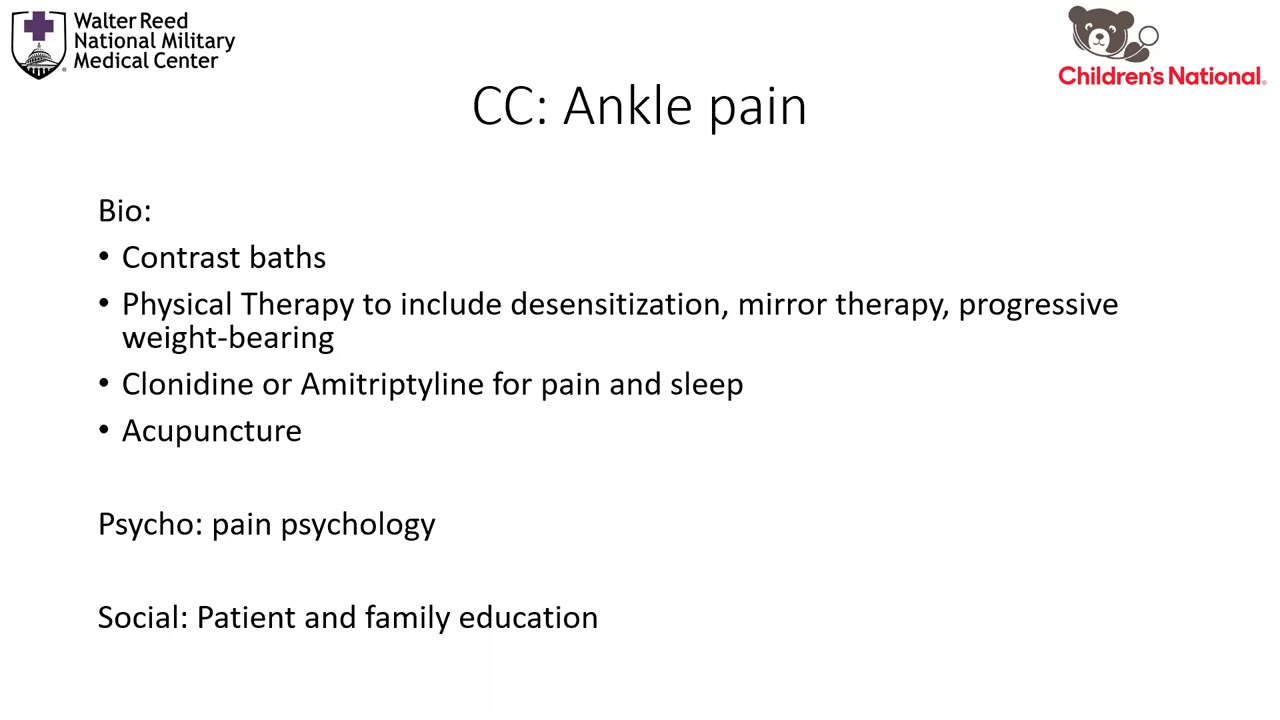 Walter Reed
National Military
Medical Center
Children's National.
CC: Ankle pain
Bio:
• Contrast baths
• Physical Therapy to include desensitization, mirror therapy, progressive
weight-bearing
• Clonidine or Amitriptyline for pain and sleep
• Acupuncture
Psycho: pain psychology
Social: Patient and family education